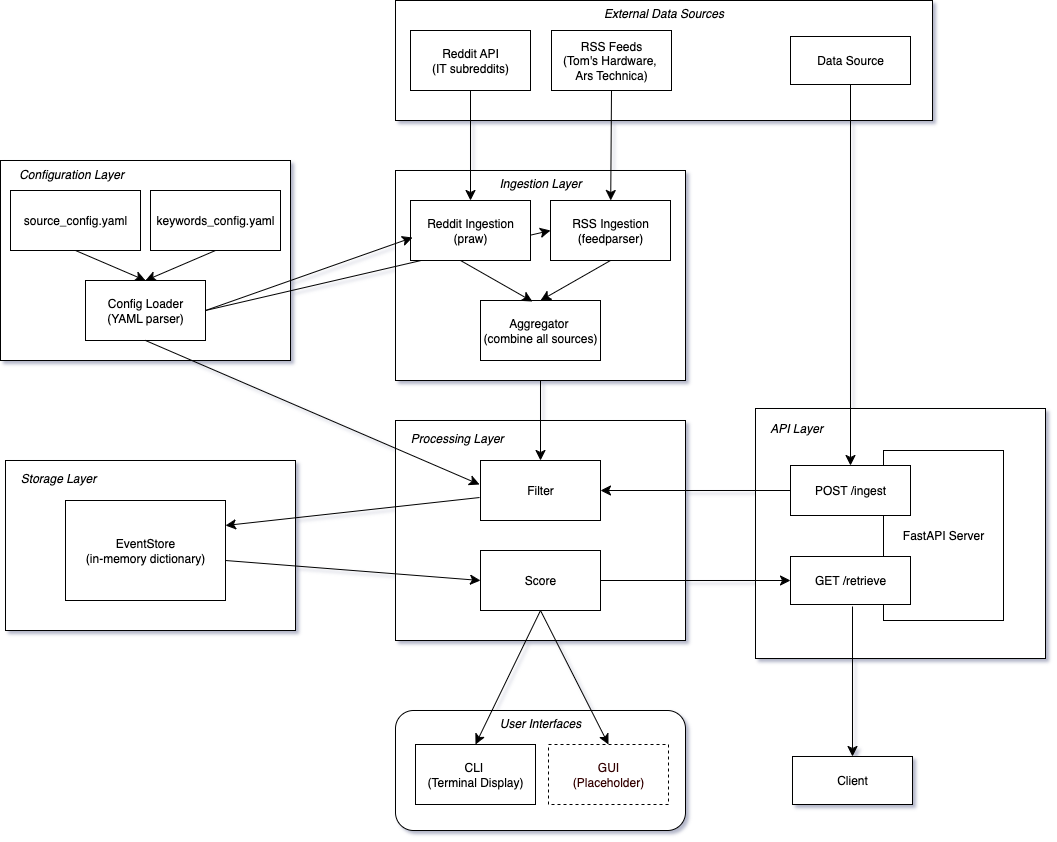 External Data Sources
Reddit API
(IT subreddits)
RSS Feeds
(Tom's Hardware,
Ars Technica)
Data Source
Configuration Layer
source_config.yaml
keywords_config.yaml
Config Loader
(YAML parser)
Ingestion Layer
Reddit Ingestion
(praw)
RSS Ingestion
(feedparser)
Aggregator
(combine all sources)
Processing Layer
Filter
Score
API Layer
POST /ingest
FastAPI Server
GET /retrieve
Storage Layer
EventStore
(in-memory dictionary)
User Interfaces
CLI
(Terminal Display)
GUI
(Placeholder)
Client